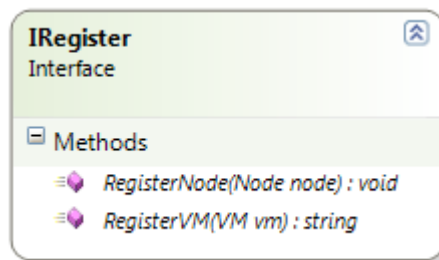 IRegister
Interface
Methods
RegisterNode(Node node) : void
RegisterVM(VM vm) : string